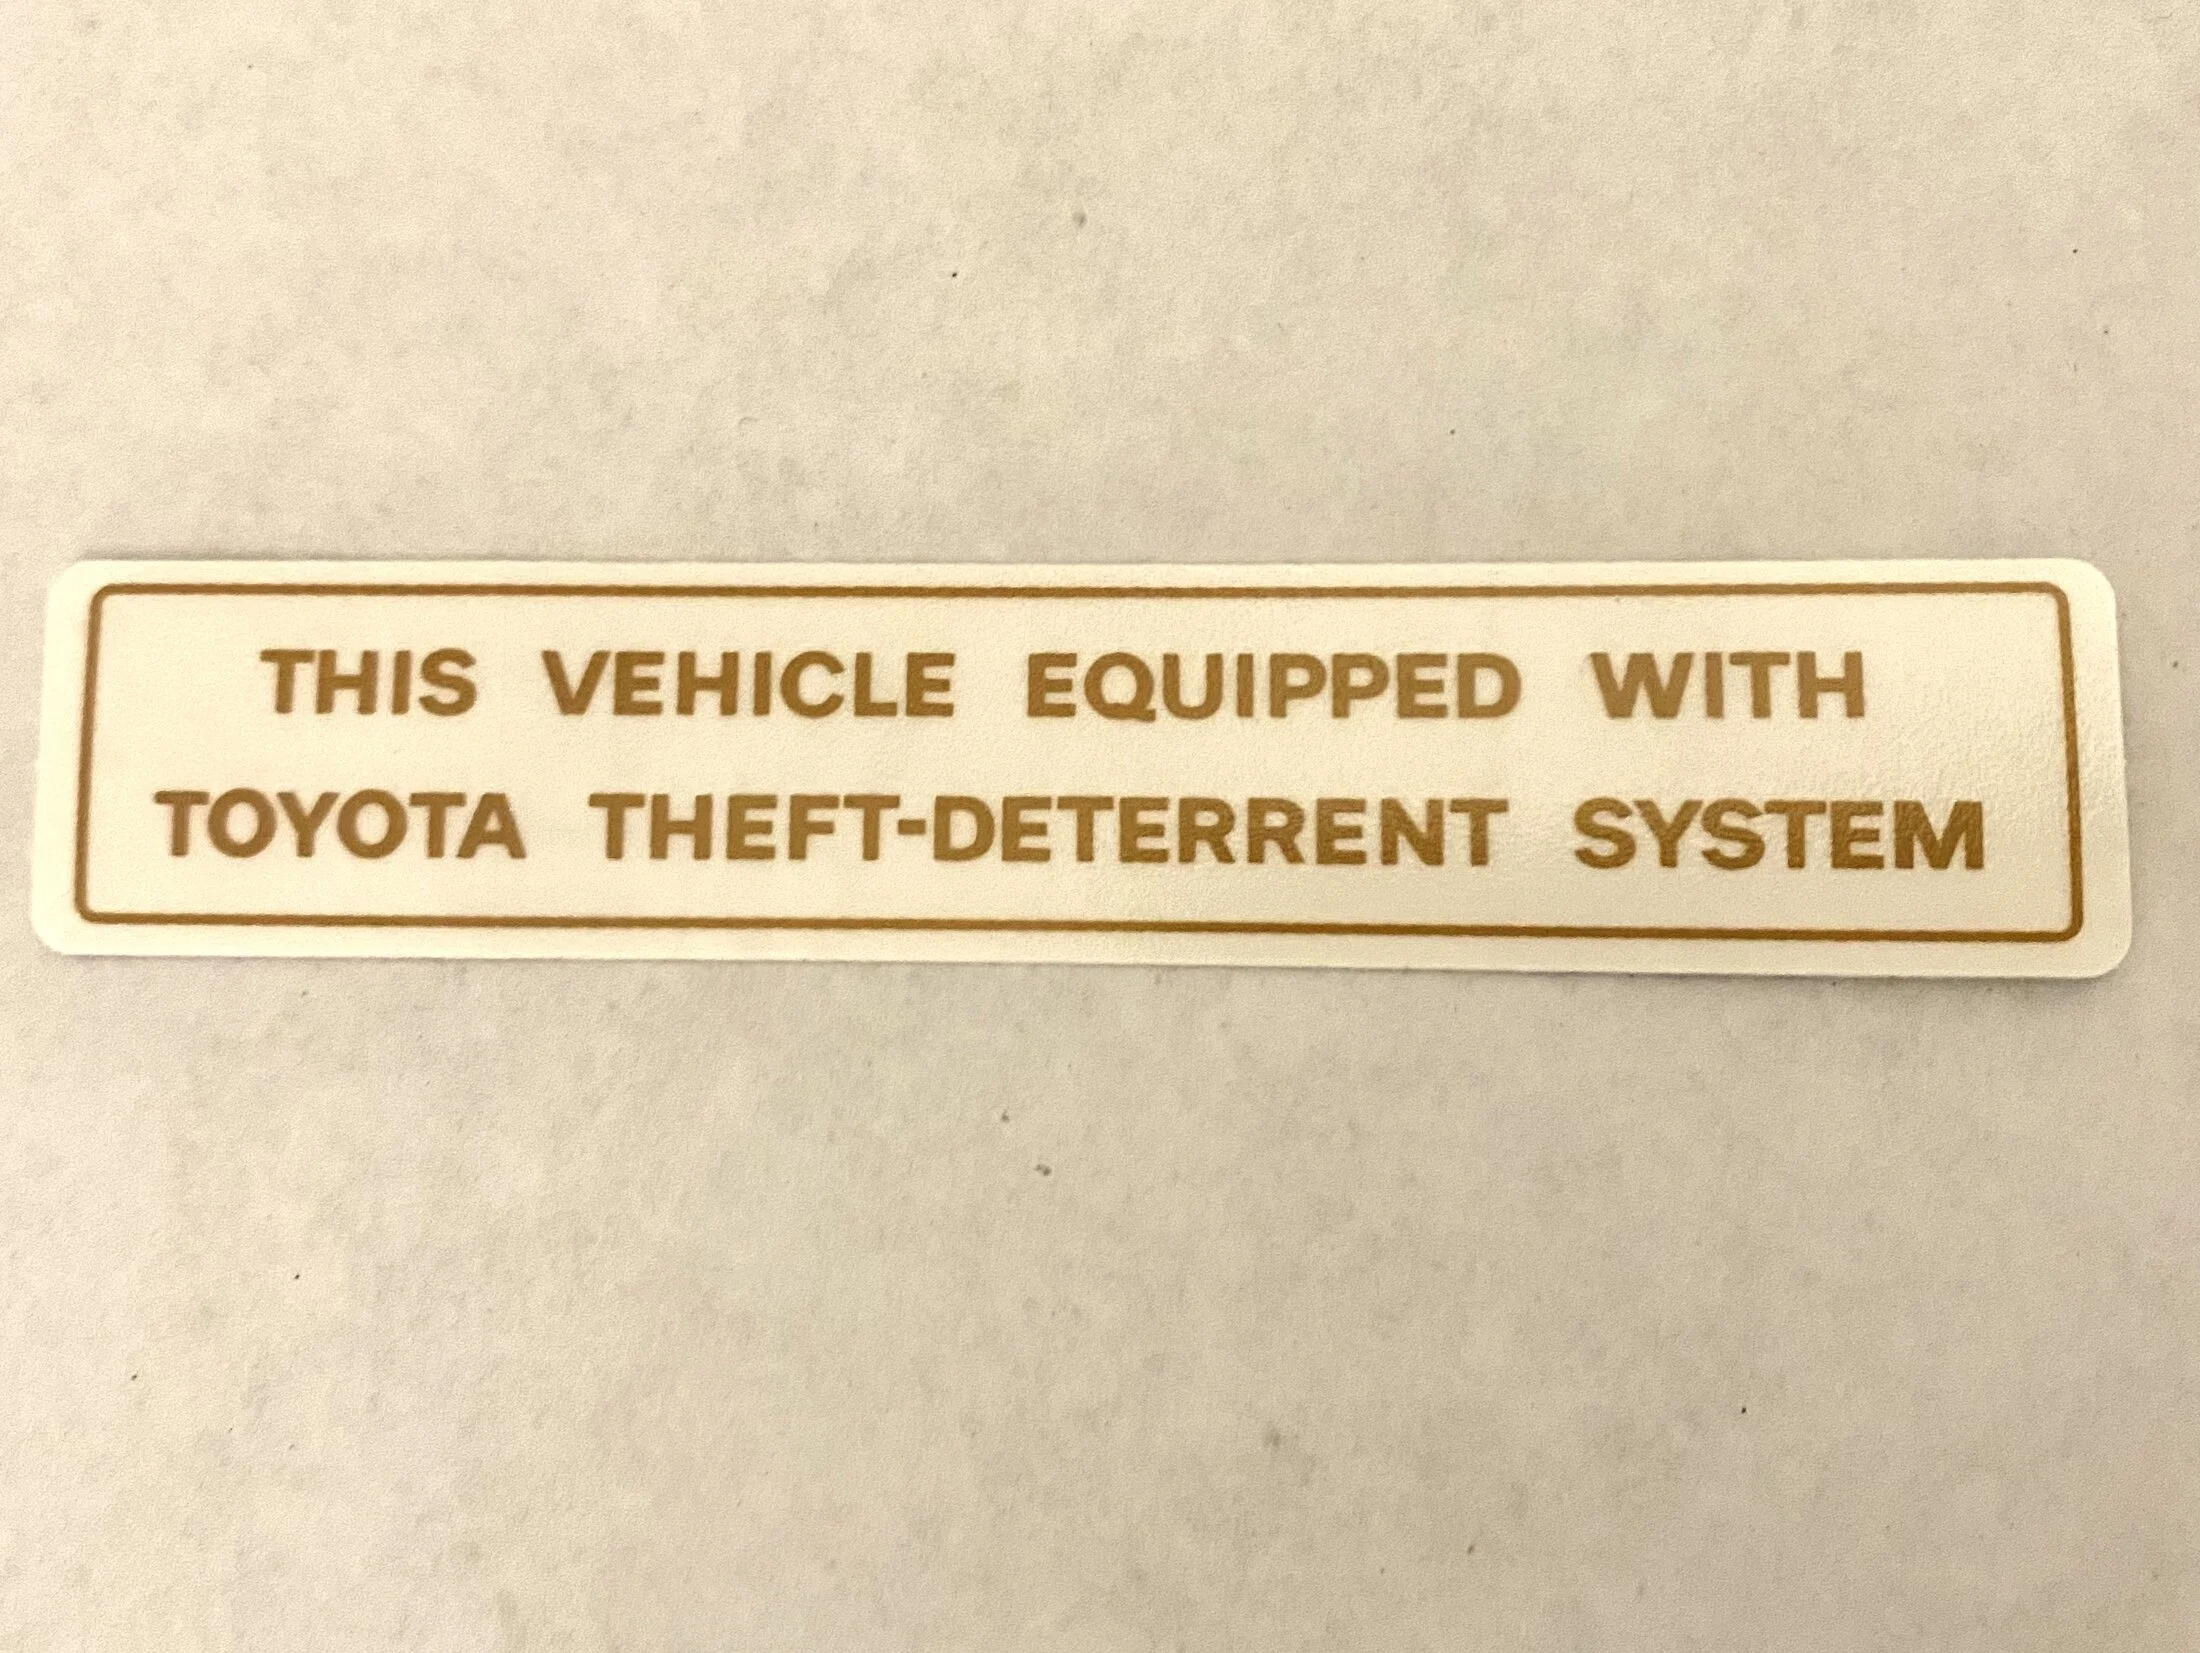 THIS VEHICLE EQUIPPED WITH
TOYOTA THEFT-DETERRENT SYSTEM